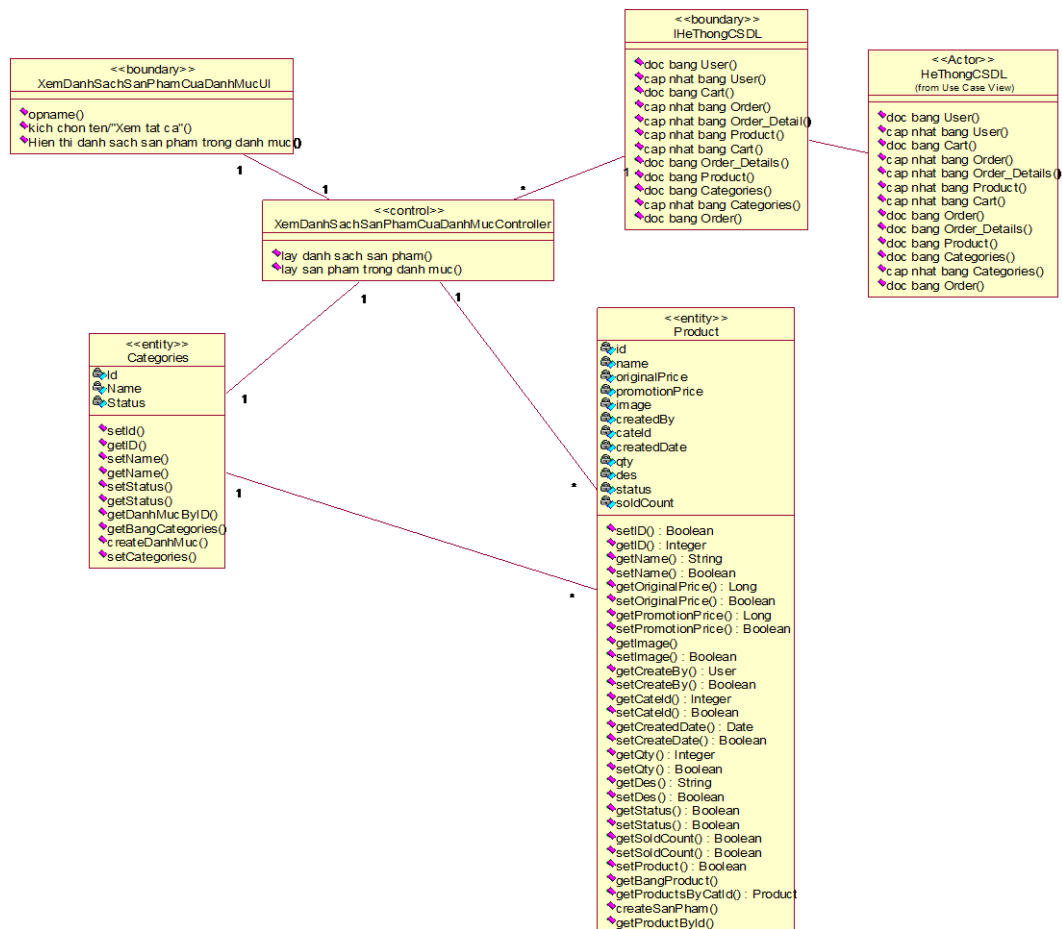 <<boundary>>
XemDanhSachSanPhamCuaDanhMucUI
opname()
kich chon ten/"Xem tat ca"()
Hien thi danh sach san pham trong danh muc()
<<boundary>>
IHeThongCSDL
doc bang User()
cap nhat bang User()
doc bang Cart()
cap nhat bang Order()
cap nhat bang Order_Detail()
cap nhat bang Product()
cap nhat bang Cart()
doc bang Order_Details()
doc bang Product()
doc bang Categories()
cap nhat bang Categories()
doc bang Order()
<<Actor>>
HeThongCSDL
(from Use Case View)
doc bang User()
cap nhat bang User()
doc bang Cart()
cap nhat bang Order()
cap nhat bang Order_Details()
cap nhat bang Product()
cap nhat bang Cart()
doc bang Order()
doc bang Order_Details()
doc bang Product()
doc bang Categories()
cap nhat bang Categories()
doc bang Order()
1
1
*
1
<<control>>
XemDanhSachSanPhamCuaDanhMucController
lay danh sach san pham()
lay san pham trong danh muc()
1
1
<<entity>>
Categories
Id
Name
Status
setId()
getID()
setName()
getName()
setStatus()
getStatus()
getDanhMucByID()
getBangCategories()
createDanhMuc()
setCategories()
1
1
*
*
<<entity>>
Product
id
name
originalPrice
promotionPrice
image
createdBy
cateId
createdDate
qty
des
status
soldCount
setID() : Boolean
getID() : Integer
getName() : String
setName() : Boolean
getOriginalPrice() : Long
setOriginalPrice() : Boolean
getPromotionPrice() : Long
setPromotionPrice() : Boolean
getImage()
setImage() : Boolean
getCreateBy() : User
setCreateBy() : Boolean
getCateId() : Integer
setCateId() : Boolean
getCreatedDate() : Date
setCreateDate() : Boolean
getQty() : Integer
setQty() : Boolean
getDes() : String
setDes() : Boolean
getStatus() : Boolean
setStatus() : Boolean
getSoldCount() : Boolean
setSoldCount() : Boolean
setProduct() : Boolean
getBangProduct()
getProductsByCatId() : Product
createSanPham()
getProductById()